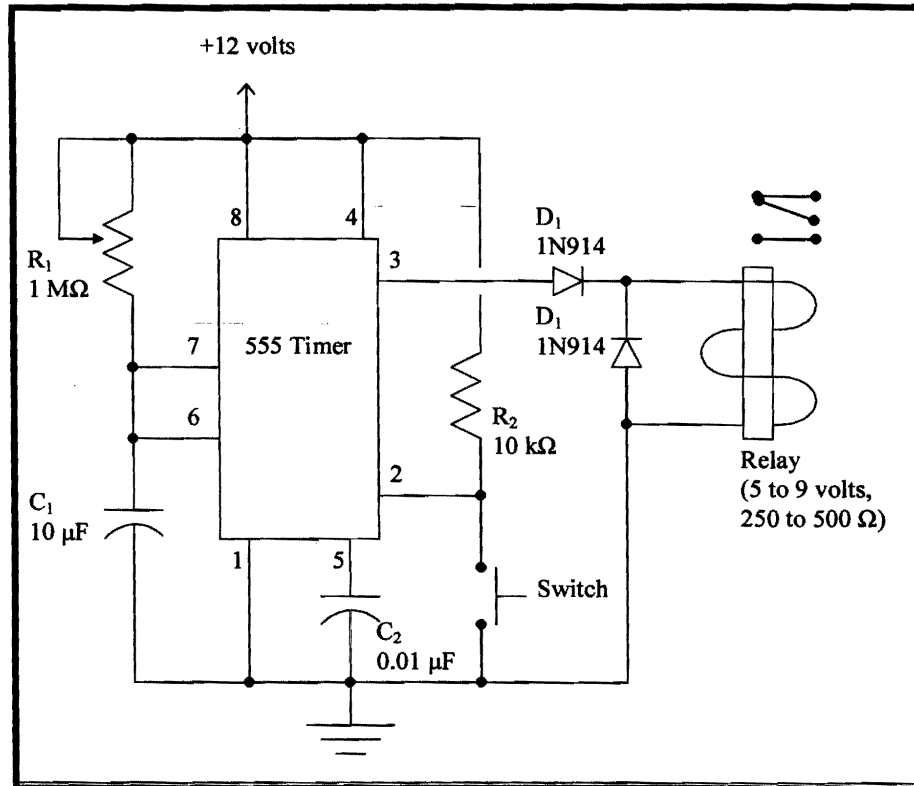 +12 volts
8
4
D₁
1N914
3
R₁
1 MΩ
D₁
1N914
7
555 Timer
6
R₂
10 kΩ
2
Relay
(5 to 9 volts,
250 to 500 Ω)
C₁
10 µF
1
5
Switch
C₂
0.01 µF